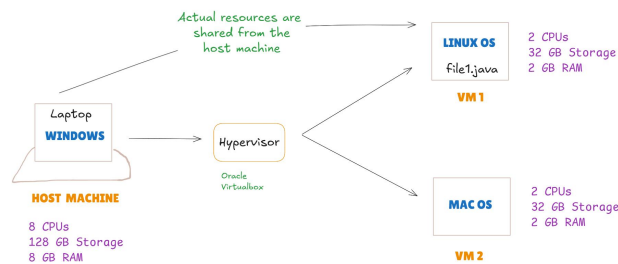 Actual resources are
shared from the
host machine
Laptop
WINDOWS
HOST MACHINE
8 CPUs
128 GB Storage
8 GB RAM
Hypervisor
Oracle
Virtualbox
LINUX OS
file1.java
VM 1
2 CPUs
32 GB Storage
2 GB RAM
MAC OS
VM 2
2 CPUs
32 GB Storage
2 GB RAM